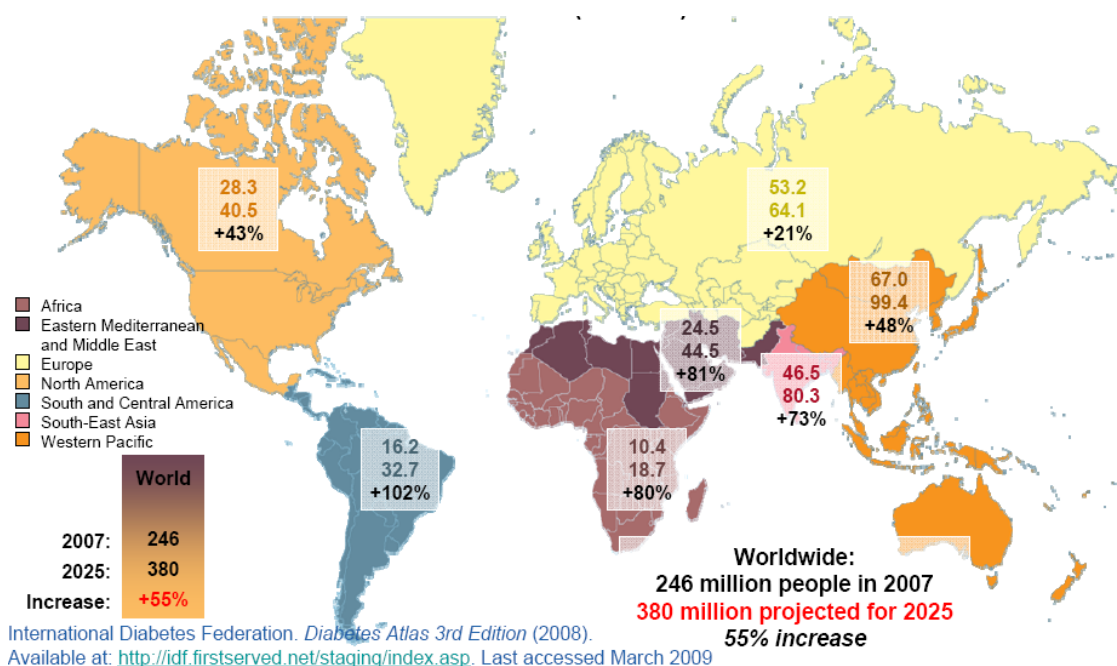 28.3
40.5
+43%
53.2
64.1
+21%
67.0
99.4
+48%
24.5
44.5
+81%
46.5
80.3
+73%
Africa
Eastern Mediterranean
and Middle East
Europe
North America
South and Central America
South-East Asia
Western Pacific
16.2
32.7
+102%
10.4
18.7
+80%
World
2007: 246
2025: 380
Increase: +55%
Worldwide:
246 million people in 2007
380 million projected for 2025
55% increase
International Diabetes Federation. Diabetes Atlas 3rd Edition (2008).
Available at: http://idf.firstserved.net/staging/index.asp. Last accessed March 2009